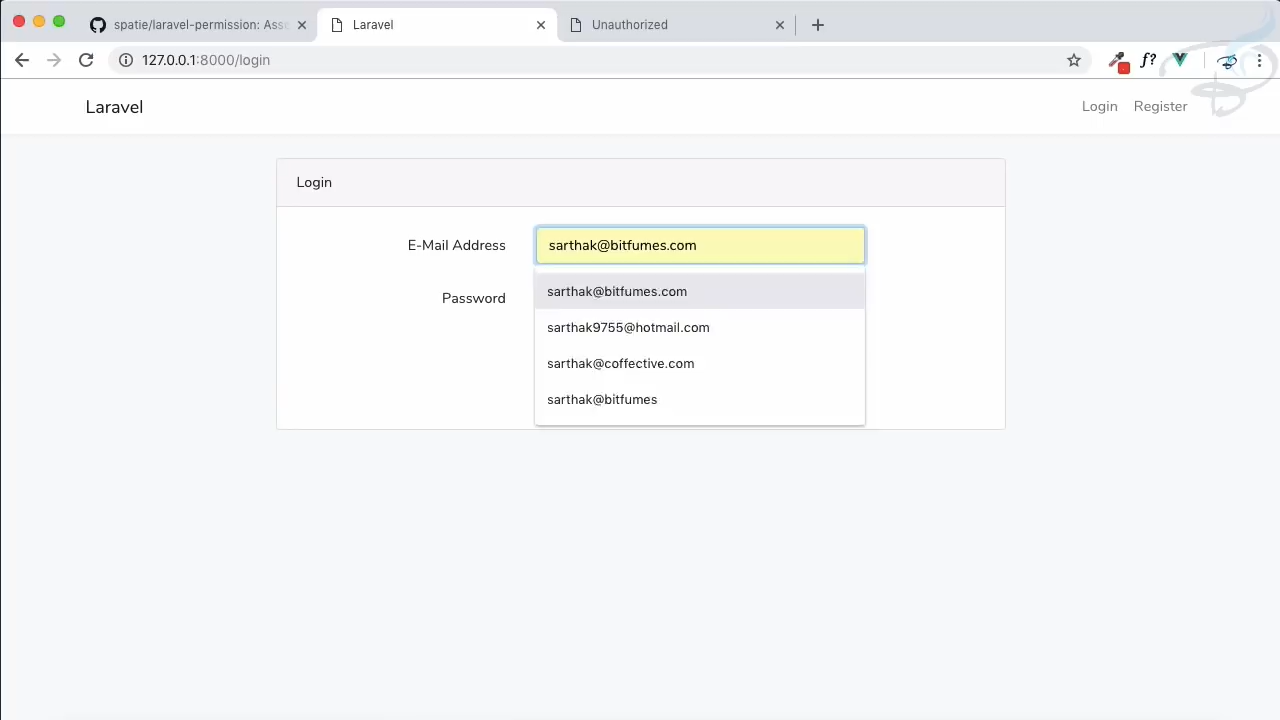 spatie/laravel-permission: Asso
Laravel
Unauthorized
127.0.0.1:8000/login
f?
Laravel
Login
Register
Login
E-Mail Address
sarthak@bitfumes.com
Password
sarthak@bitfumes.com
sarthak9755@hotmail.com
sarthak@coffective.com
sarthak@bitfumes